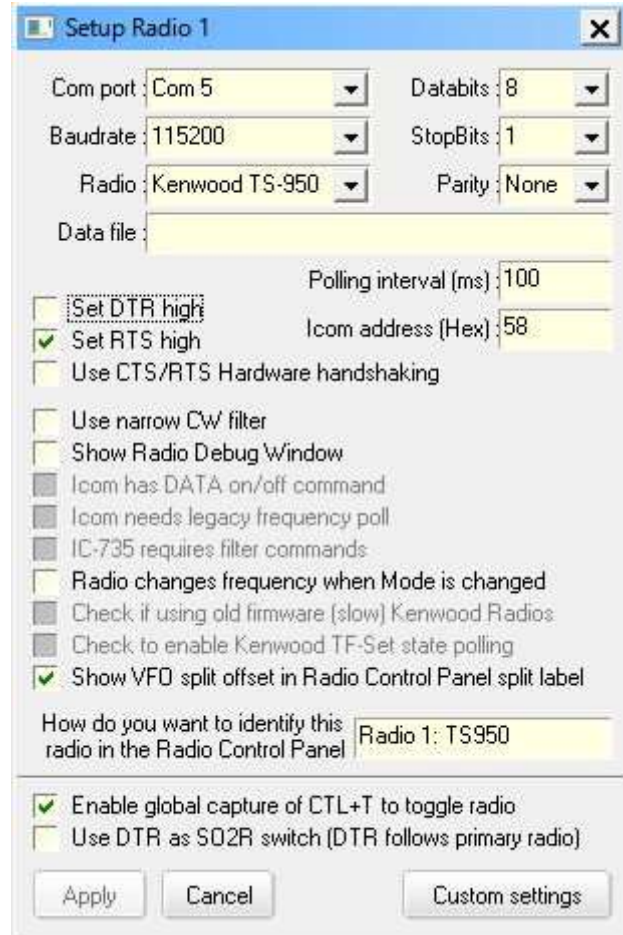 Setup Radio 1
Com port : Com 5 Databits : 8
Baudrate : 115200 StopBits : 1
Radio : Kenwood TS-950 Parity : None
Data file :
Polling interval (ms) : 100
Set DTR high
Icom address (Hex) : 58
Set RTS high
Use CTS/RTS Hardware handshaking
Use narrow CW filter
Show Radio Debug Window
Icom has DATA on/off command
Icom needs legacy frequency poll
IC-735 requires filter commands
Radio changes frequency when Mode is changed
Check if using old firmware (slow) Kenwood Radios
Check to enable Kenwood TF-Set state polling
Show VFO split offset in Radio Control Panel split label
How do you want to identify this
radio in the Radio Control Panel
Radio 1: TS950
Enable global capture of CTL+T to toggle radio
Use DTR as SO2R switch (DTR follows primary radio)
Apply Cancel Custom settings